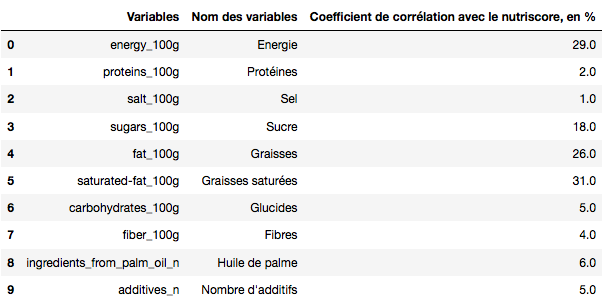 Variables Nom des variables Coefficient de corrélation avec le nutriscore, en %
0 energy_100g Energie 29.0
1 proteins_100g Protéines 2.0
2 salt_100g Sel 1.0
3 sugars_100g Sucre 18.0
4 fat_100g Graisses 26.0
5 saturated-fat_100g Graisses saturées 31.0
6 carbohydrates_100g Glucides 5.0
7 fiber_100g Fibres 4.0
8 ingredients_from_palm_oil_n Huile de palme 6.0
9 additives_n Nombre d'additifs 5.0